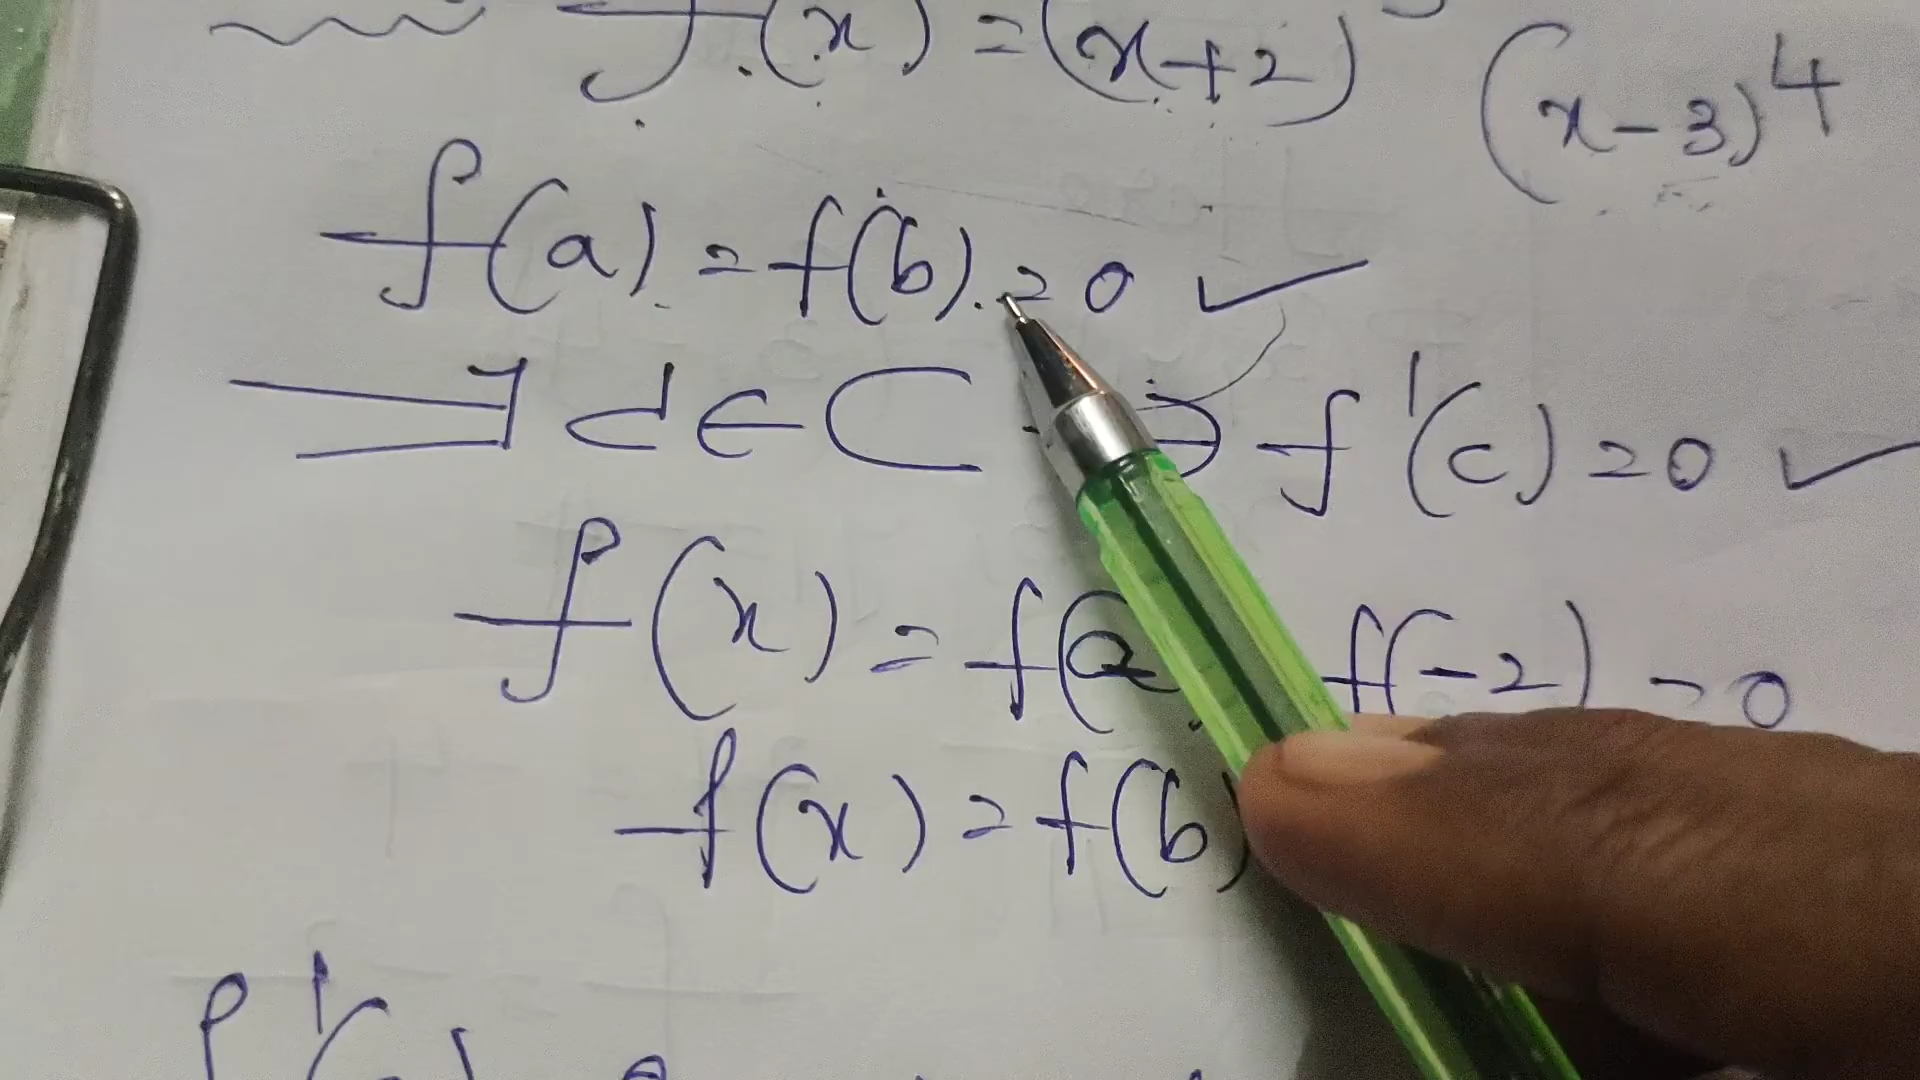 f(x) = (x+2) (x-3)^4
f(a) = f(b) = 0 ✓
∃ d ∈ C ∋ f'(c) = 0 ✓
f(x) = f(a f(-2) = 0
f(x) = f(b)